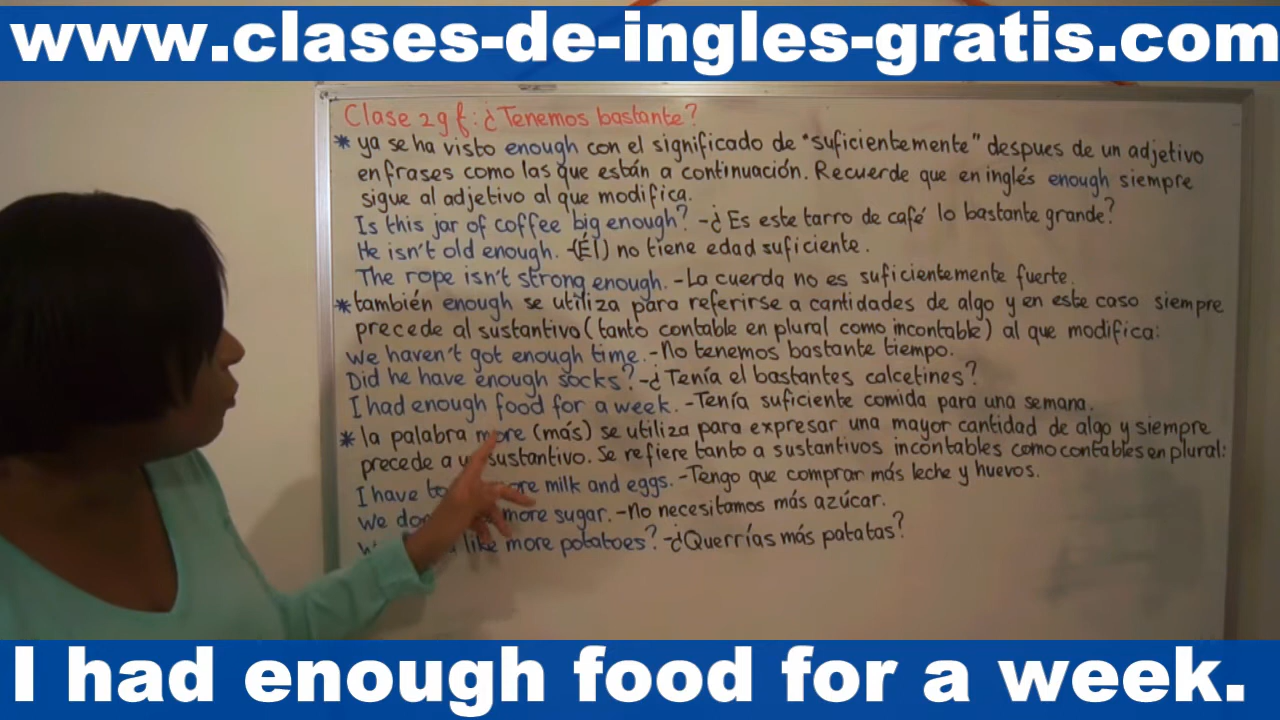 www.clases-de-ingles-gratis.com
Clase 29 f: ¿Tenemos bastante?
* ya se ha visto enough con el significado de "suficientemente" despues de un adjetivo
en frases como las que están a continuación. Recuerde que en inglés enough siempre
sigue al adjetivo al que modifica.
Is this jar of coffee big enough? -¿Es este tarro de café lo bastante grande?
He isn't old enough. -(Él) no tiene edad suficiente.
The rope isn't strong enough. -La cuerda no es suficientemente fuerte.
* también enough se utiliza para referirse a cantidades de algo y en este caso siempre
precede al sustantivo (tanto contable en plural como incontable) al que modifica:
We haven't got enough time. -No tenemos bastante tiempo.
Did he have enough socks? -¿Tenía el bastantes calcetines?
I had enough food for a week. -Tenía suficiente comida para una semana.
* la palabra more (más) se utiliza para expresar una mayor cantidad de algo y siempre
precede a sustantivo. Se refiere tanto a sustantivos incontables como contables en plural:
I have milk and eggs. -Tengo que comprar más leche y huevos.
We more sugar. -No necesitamos más azúcar.
like more potatoes? -¿Querrías más patatas?
I had enough food for a week.